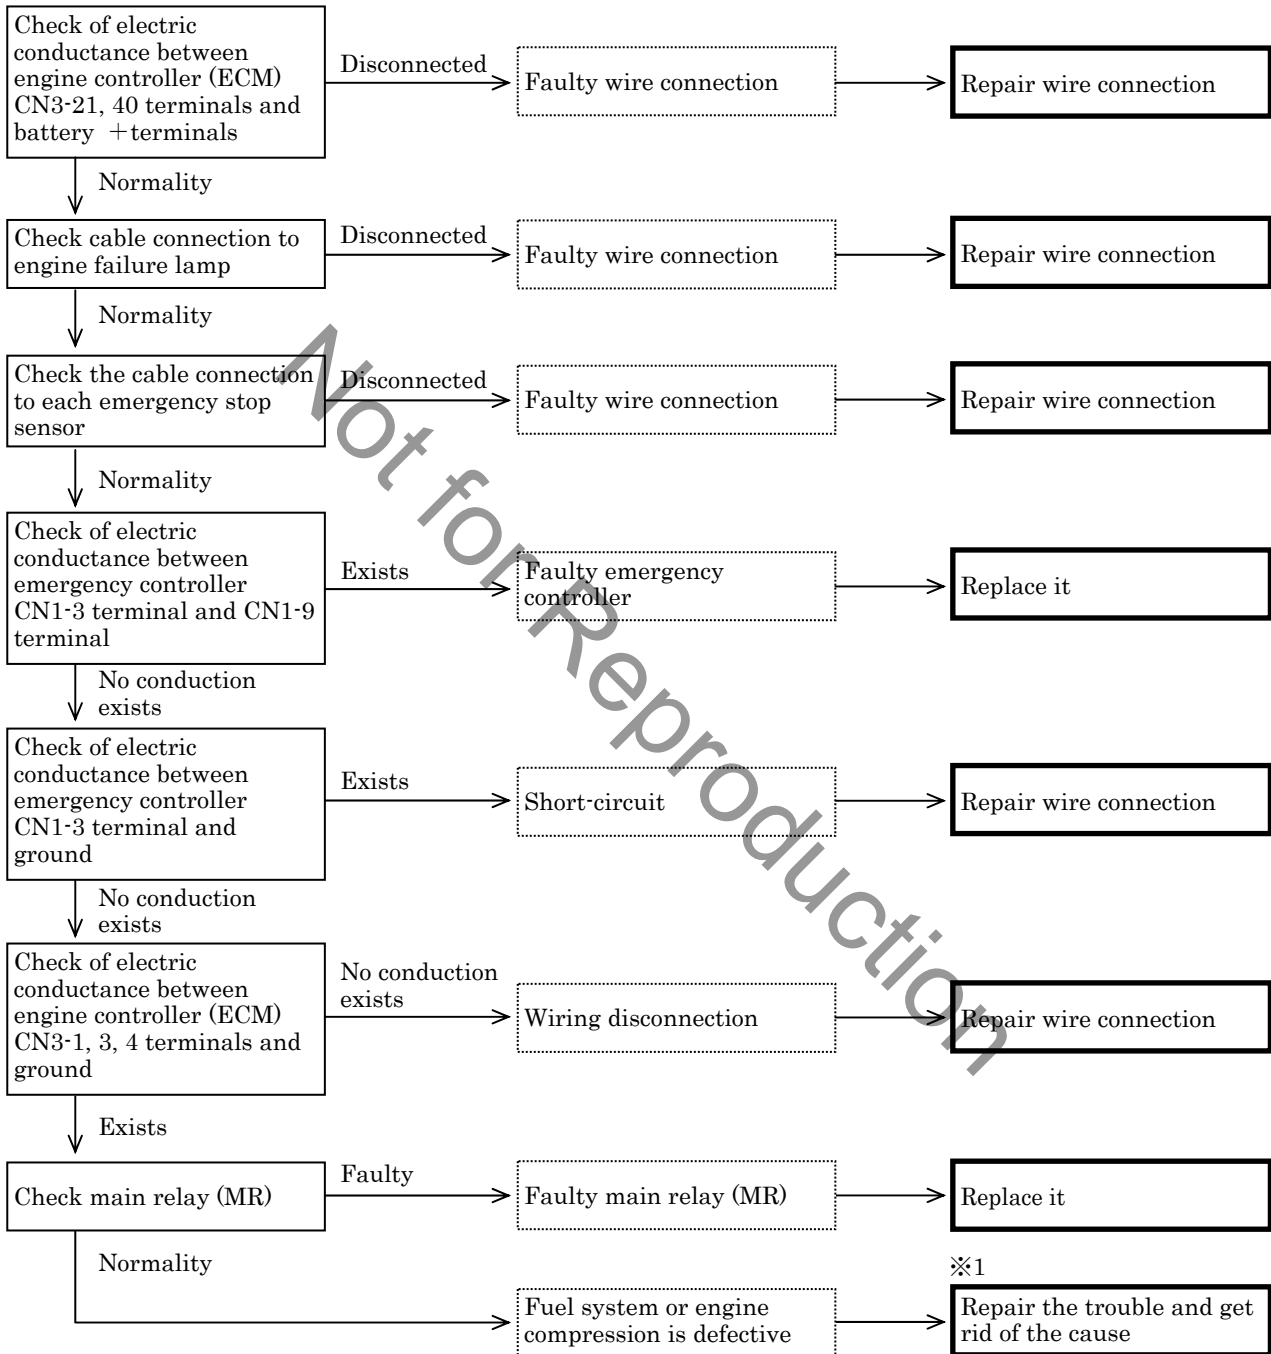 Check of electric
conductance between
engine controller (ECM)
CN3-21, 40 terminals and
battery +terminals
Disconnected
Faulty wire connection
Repair wire connection
Normality
Check cable connection to
engine failure lamp
Disconnected
Faulty wire connection
Repair wire connection
Normality
Check the cable connection
to each emergency stop
sensor
Disconnected
Faulty wire connection
Repair wire connection
Normality
Check of electric
conductance between
emergency controller
CN1-3 terminal and CN1-9
terminal
Exists
Faulty emergency
controller
Replace it
No conduction
exists
Check of electric
conductance between
emergency controller
CN1-3 terminal and
ground
Exists
Short-circuit
Repair wire connection
No conduction
exists
Check of electric
conductance between
engine controller (ECM)
CN3-1, 3, 4 terminals and
ground
No conduction
exists
Wiring disconnection
Repair wire connection
Exists
Check main relay (MR)
Faulty
Faulty main relay (MR)
Replace it
Normality
Fuel system or engine
compression is defective
※1
Repair the trouble and get
rid of the cause
Not for Reproduction